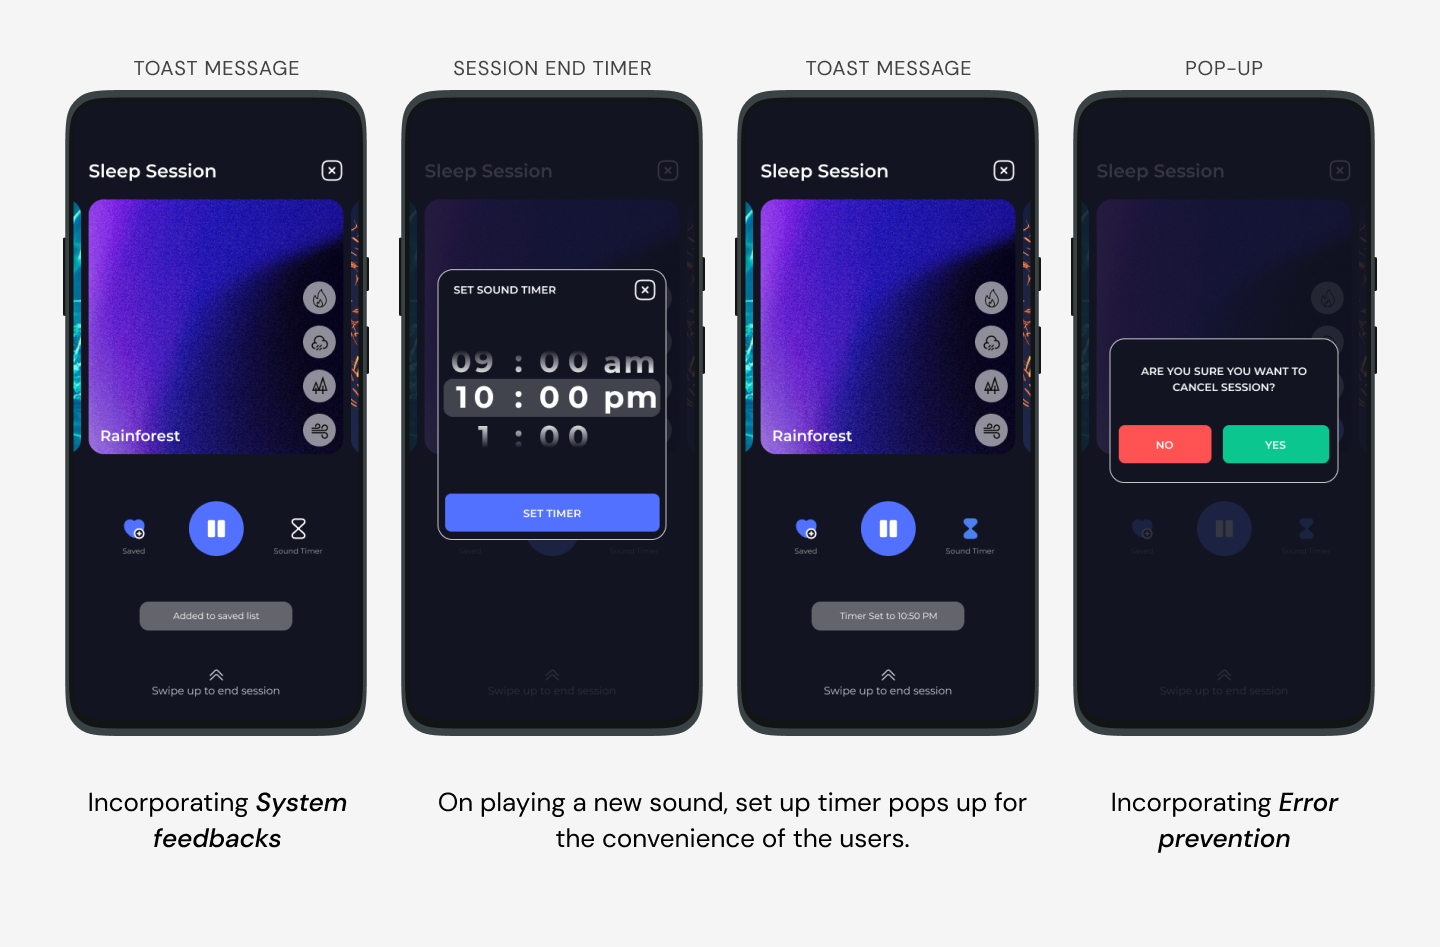 TOAST MESSAGE
Sleep Session
Rainforest
Saved
Sound Timer
Added to saved list
Swipe up to end session
Incorporating System
feedbacks
SESSION END TIMER
Sleep Session
SET SOUND TIMER
09 : 00 am
10 : 00 pm
1 : 00
SET TIMER
Saved
Sound Timer
Swipe up to end session
TOAST MESSAGE
Sleep Session
Rainforest
Saved
Sound Timer
Timer Set to 10:50 PM
Swipe up to end session
On playing a new sound, set up timer pops up for
the convenience of the users.
POP-UP
Sleep Session
ARE YOU SURE YOU WANT TO
CANCEL SESSION?
NO
YES
Saved
Sound Timer
Swipe up to end session
Incorporating Error
prevention